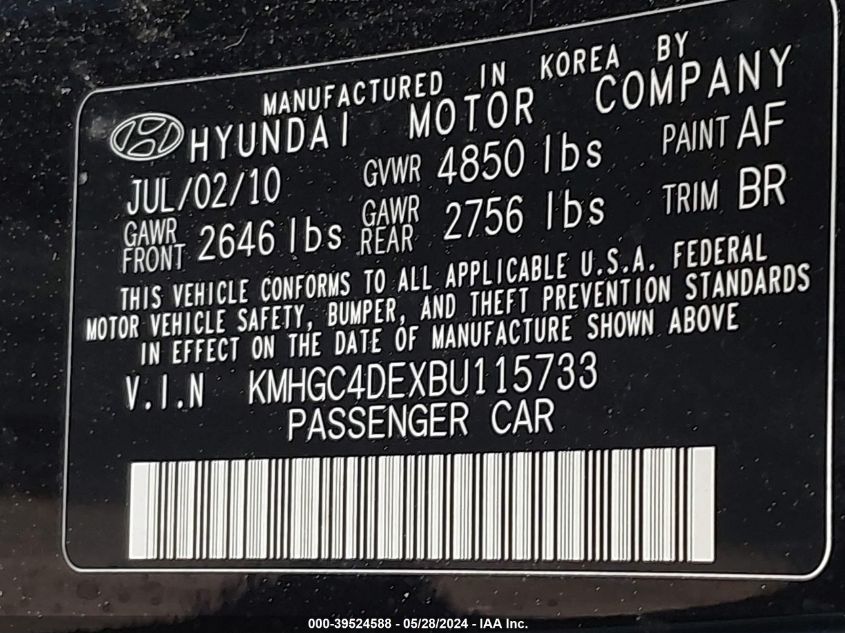 MANUFACTURED IN KOREA BY
HYUNDAI MOTOR COMPANY
JUL/02/10 GVWR 4850 lbs PAINT AF
GAWR FRONT 2646 lbs GAWR REAR 2756 lbs TRIM BR
THIS VEHICLE CONFORMS TO ALL APPLICABLE U.S.A. FEDERAL
MOTOR VEHICLE SAFETY, BUMPER, AND THEFT PREVENTION STANDARDS
IN EFFECT ON THE DATE OF MANUFACTURE SHOWN ABOVE
V.I.N KMHGC4DEXBU115733
PASSENGER CAR
000-39524588 - 05/28/2024 - IAA Inc.